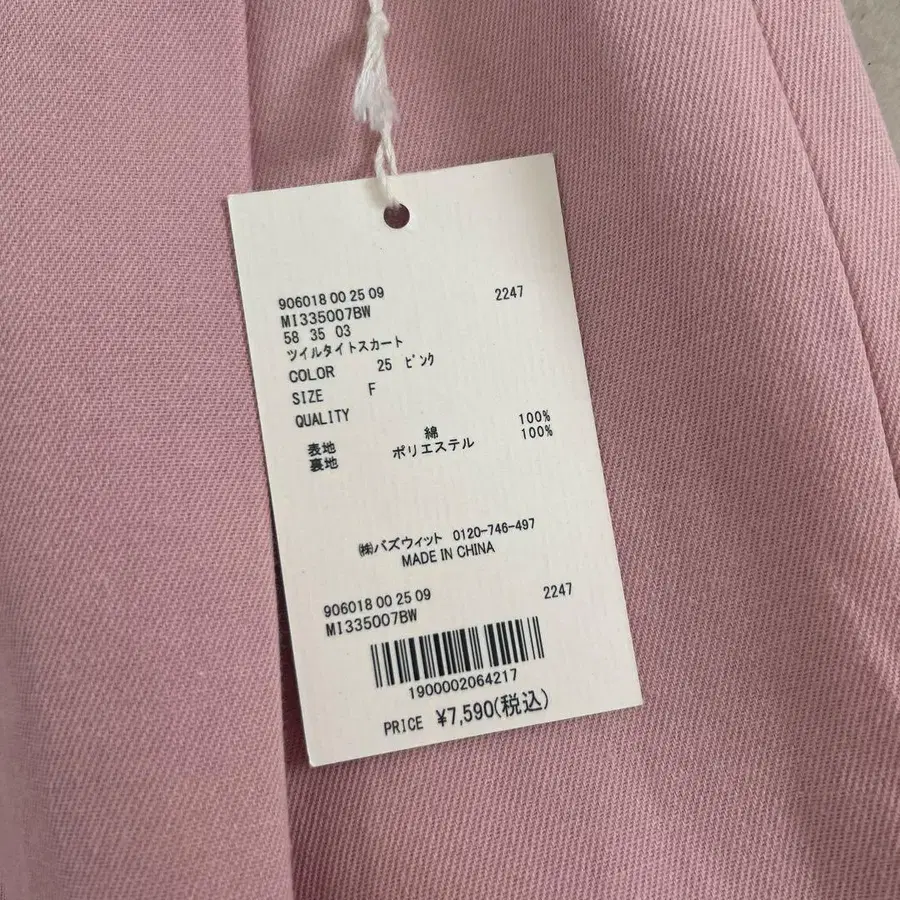 906018 00 25 09 2247
MI335007BW
58 35 03
ツイルタイトスカート
COLOR 25 ピンク
SIZE F
QUALITY
表地 綿 100%
裏地 ポリエステル 100%
㈱バズウィット 0120-746-497
MADE IN CHINA
906018 00 25 09 2247
MI335007BW
1900002064217
PRICE ¥7,590(税込)